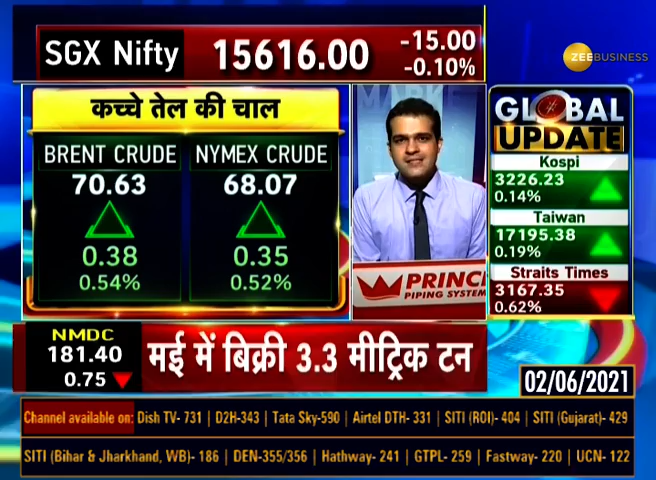 SGX Nifty 15616.00 -15.00
-0.10%
ZEE BUSINESS
कच्चे तेल की चाल
BRENT CRUDE NYMEX CRUDE
70.63 68.07
0.38 0.35
0.54% 0.52%
MARKE
PRINC
PIPING SYSTEM
GLOBAL
UPDATE
Kospi
3226.23
0.14%
Taiwan
17195.38
0.19%
Straits Times
3167.35
0.62%
NMDC
181.40
0.75
मई में बिक्री 3.3 मीट्रिक टन
02/06/2021
Channel available on: Dish TV- 731 | D2H-343 | Tata Sky-590 | Airtel DTH- 331 | SITI (ROI)- 404 | SITI (Gujarat)- 429
SITI (Bihar & Jharkhand, WB)- 186 | DEN-355/356 | Hathway- 241 | GTPL- 259 | Fastway- 220 | UCN- 122